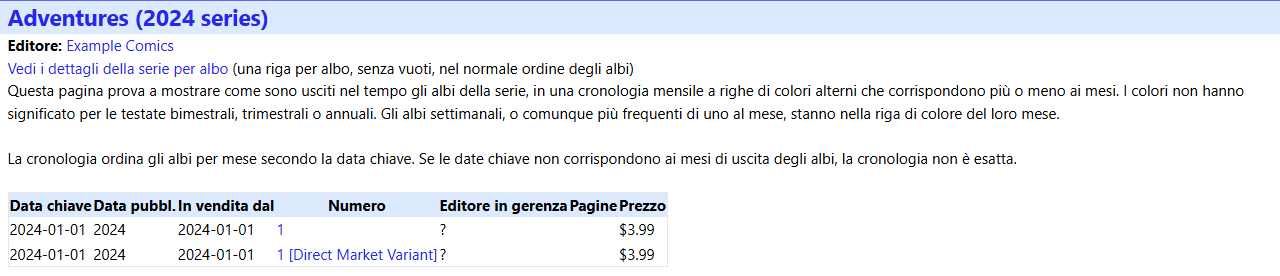 Adventures (2024 series)
Editore: Example Comics
Vedi i dettagli della serie per albo (una riga per albo, senza vuoti, nel normale ordine degli albi)
Questa pagina prova a mostrare come sono usciti nel tempo gli albi della serie, in una cronologia mensile a righe di colori alterni che corrispondono più o meno ai mesi. I colori non hanno
significato per le testate bimestrali, trimestrali o annuali. Gli albi settimanali, o comunque più frequenti di uno al mese, stanno nella riga di colore del loro mese.
La cronologia ordina gli albi per mese secondo la data chiave. Se le date chiave non corrispondono ai mesi di uscita degli albi, la cronologia non è esatta.
Data chiave Data pubbl. In vendita dal Numero Editore in gerenza Pagine Prezzo
2024-01-01 2024 2024-01-01 1 ? $3.99
2024-01-01 2024 2024-01-01 1 [Direct Market Variant] ? $3.99